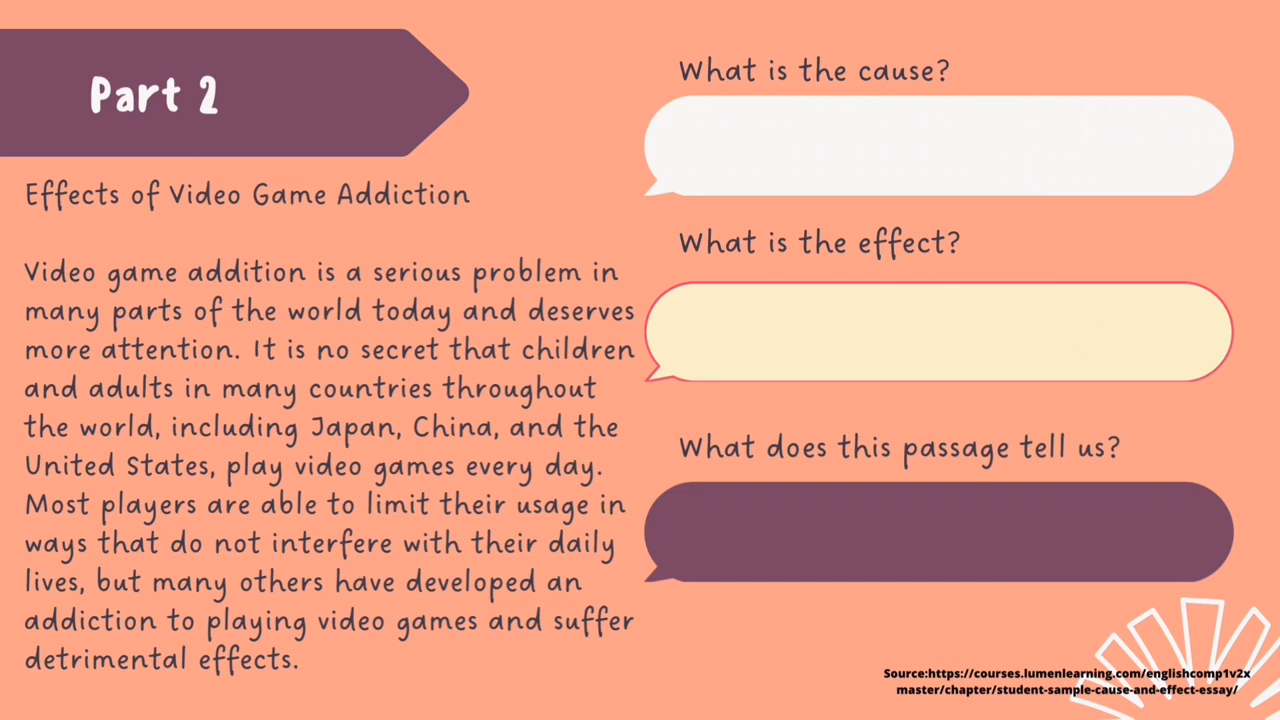 Part 2
Effects of Video Game Addiction
Video game addition is a serious problem in
many parts of the world today and deserves
more attention. It is no secret that children
and adults in many countries throughout
the world, including Japan, China, and the
United States, play video games every day.
Most players are able to limit their usage in
ways that do not interfere with their daily
lives, but many others have developed an
addiction to playing video games and suffer
detrimental effects.
What is the cause?
What is the effect?
What does this passage tell us?
Source:https://courses.lumenlearning.com/englishcomp1v2x
master/chapter/student-sample-cause-and-effect-essay/